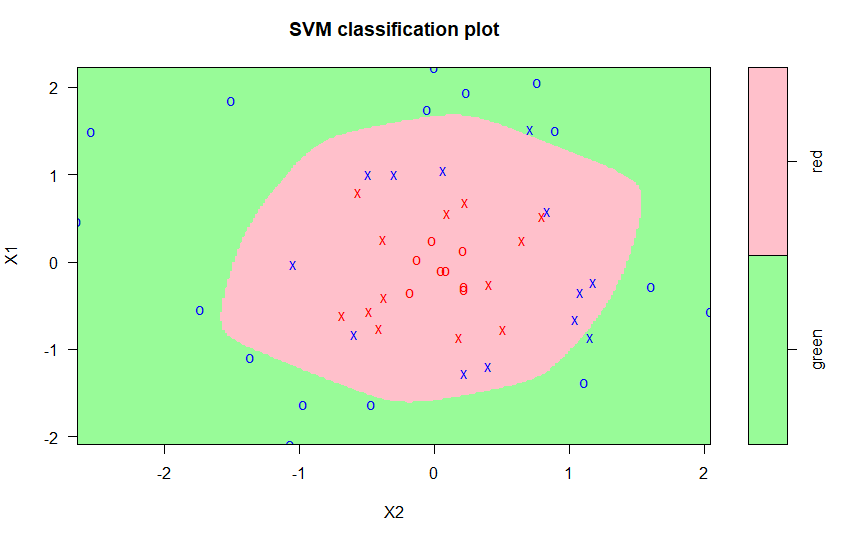 SVM classification plot
2
1
0
-1
-2
X1
-2
-1
0
1
2
X2
red
green